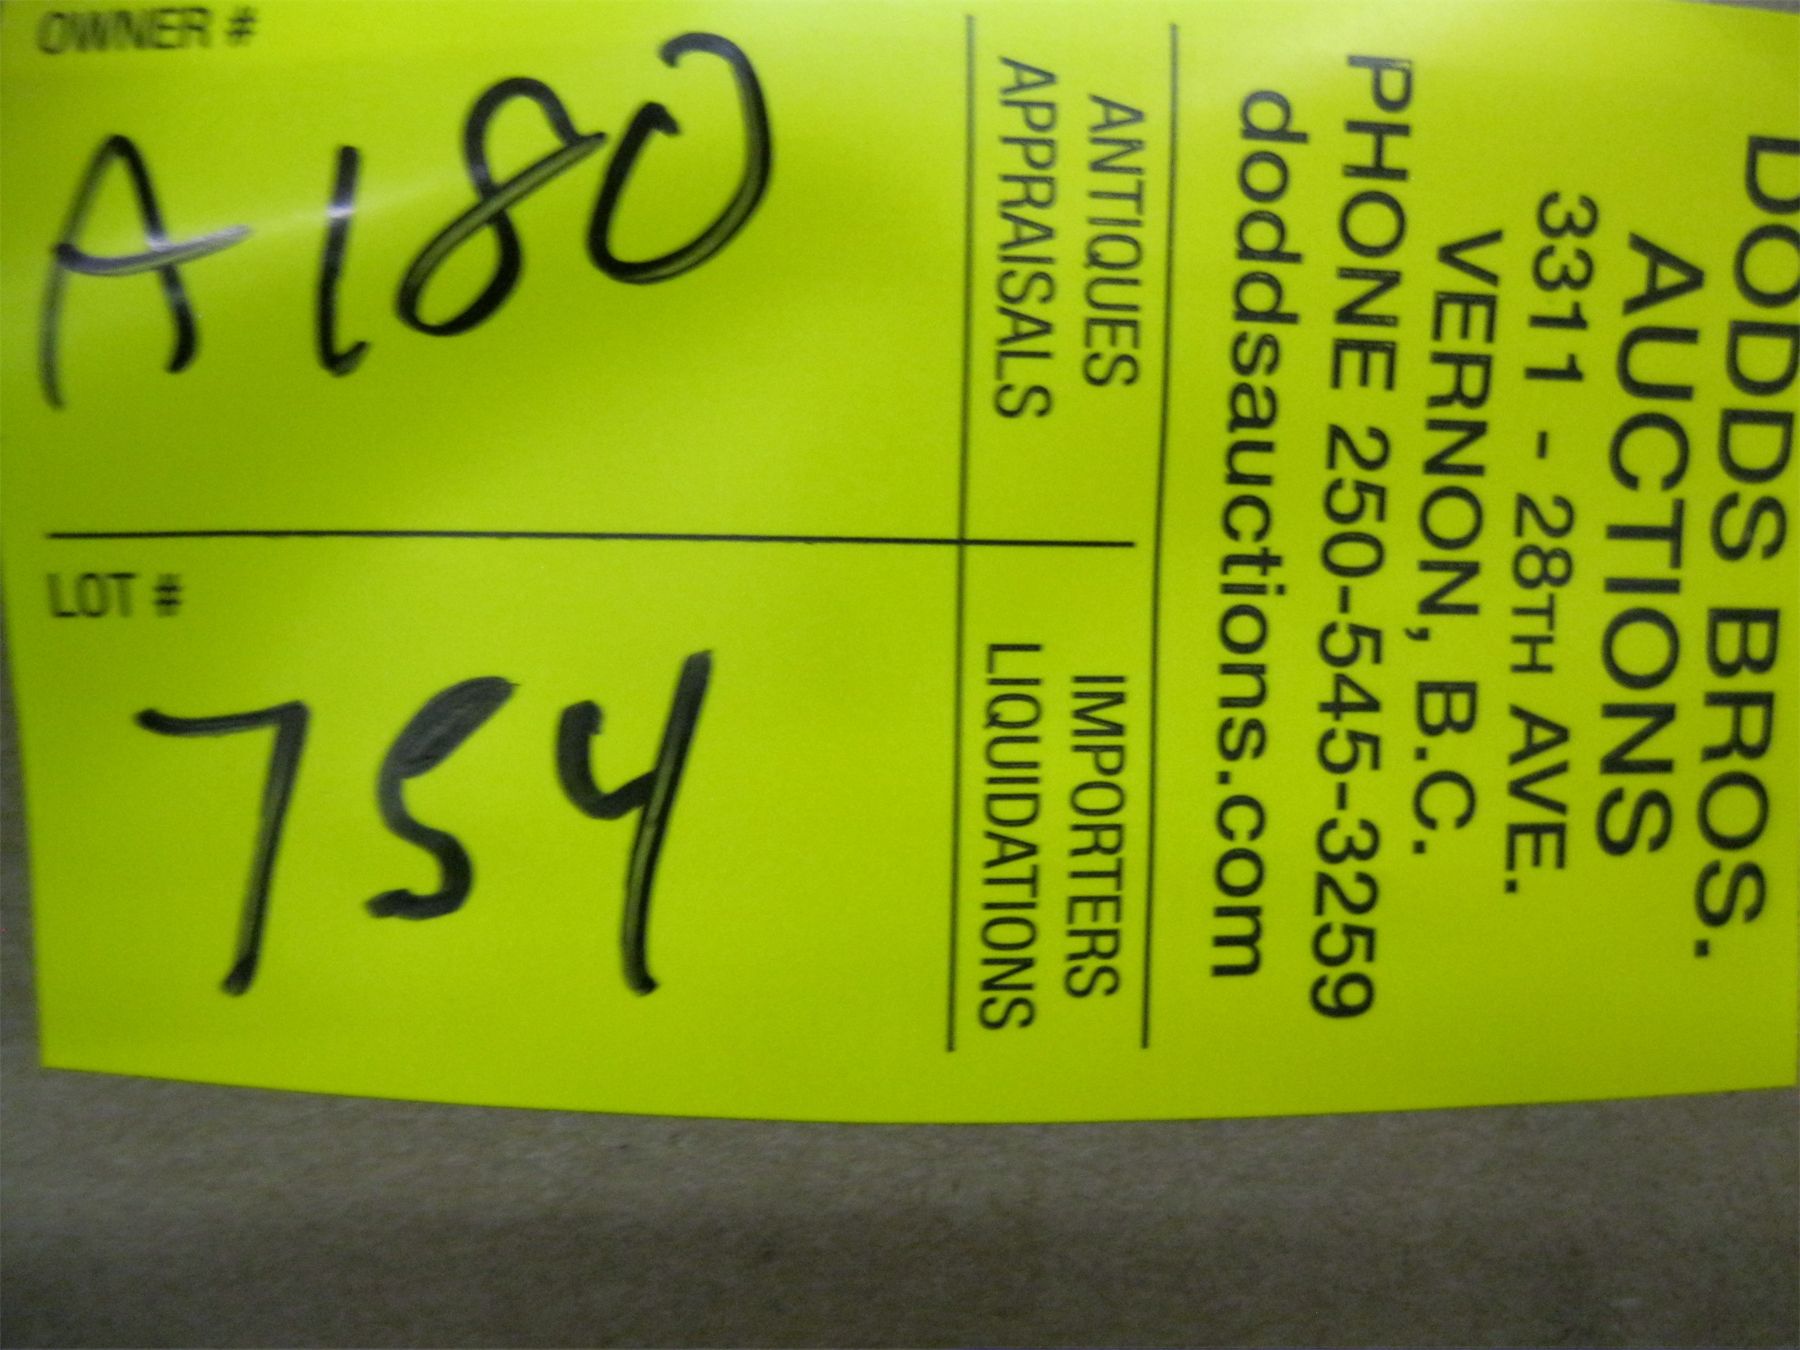 DODDS BROS.
AUCTIONS
3311 - 28TH AVE.
VERNON, B.C.
PHONE 250-545-3259
doddsauctions.com
ANTIQUES
APPRAISALS
IMPORTERS
LIQUIDATIONS
OWNER #
A180
LOT #
754